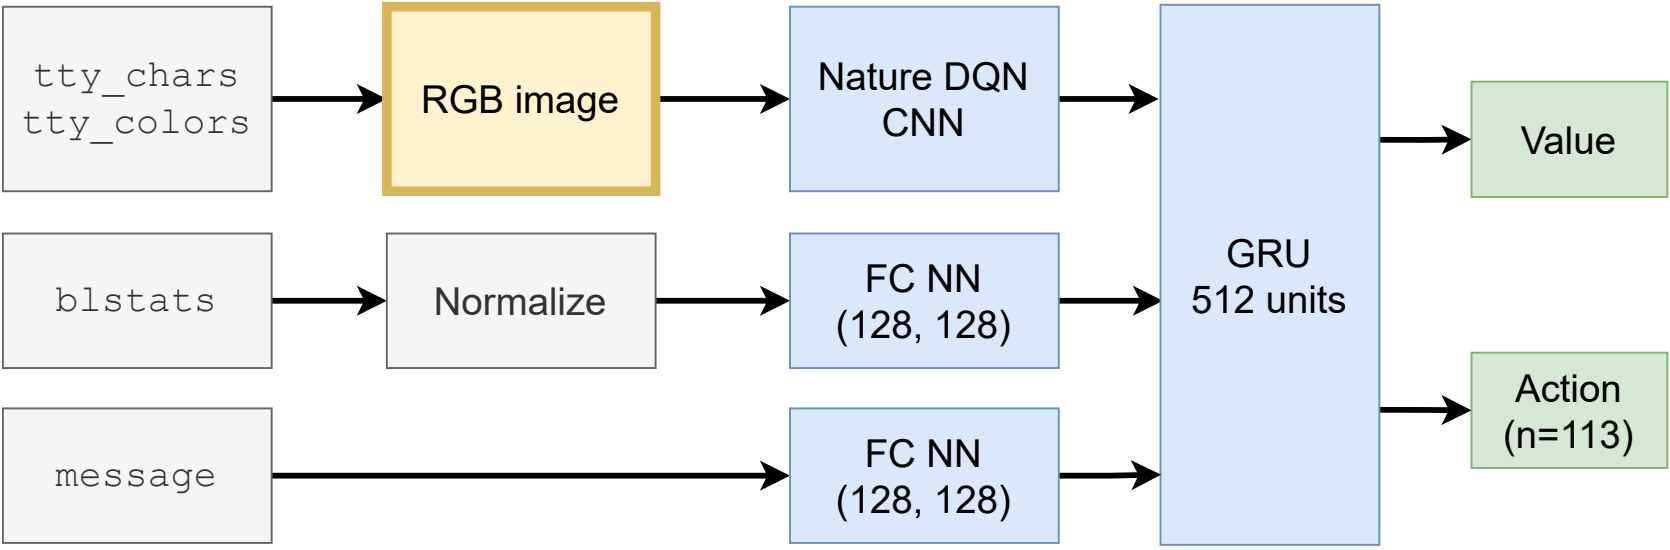 tty_chars
tty_colors
RGB image
Nature DQN
CNN
Value
blstats
Normalize
FC NN
(128, 128)
GRU
512 units
Action
(n=113)
message
FC NN
(128, 128)